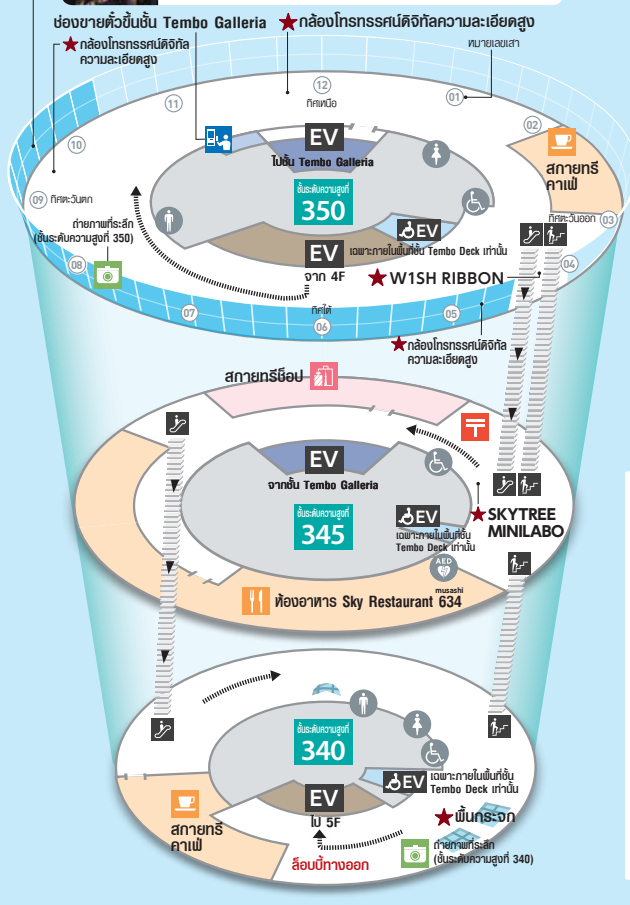 ช่องขายตั๋วขึ้นชั้น Tembo Galleria
★กล้องโทรทรรศน์ดิจิทัลความละเอียดสูง
★กล้องโทรทรรศน์ดิจิทัล
ความละเอียดสูง
หมายเลขเสา
12
ทิศเหนือ
11
01
10
02
EV
ไปชั้น Tembo Galleria
สกายทรี
คาเฟ่
09 ทิศตะวันตก
ชั้นระดับความสูงที่
350
ทิศตะวันออก 03
ถ่ายภาพที่ระลึก
(ชั้นระดับความสูงที่ 350)
EV
เฉพาะภายในพื้นที่ชั้น Tembo Deck เท่านั้น
08
EV
จาก 4F
★W1SH RIBBON
04
07
ทิศใต้
06
05
★กล้องโทรทรรศน์ดิจิทัล
ความละเอียดสูง
สกายทรีช็อป
EV
จากชั้น Tembo Galleria
ชั้นระดับความสูงที่
345
EV
เฉพาะภายในพื้นที่ชั้น
Tembo Deck เท่านั้น
★SKYTREE
MINILABO
AED
musashi
ห้องอาหาร Sky Restaurant 634
ชั้นระดับความสูงที่
340
EV
เฉพาะภายในพื้นที่ชั้น
Tembo Deck เท่านั้น
EV
ไป 5F
สกายทรี
คาเฟ่
★พื้นกระจก
ถ่ายภาพที่ระลึก
(ชั้นระดับความสูงที่ 340)
ล็อบบี้ทางออก